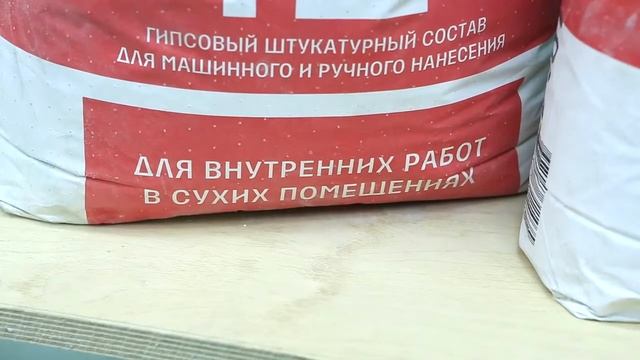 ГИПСОВЫЙ ШТУКАТУРНЫЙ СОСТАВ
ДЛЯ МАШИННОГО И РУЧНОГО НАНЕСЕНИЯ
ДЛЯ ВНУТРЕННИХ РАБОТ
В СУХИХ ПОМЕЩЕНИЯХ